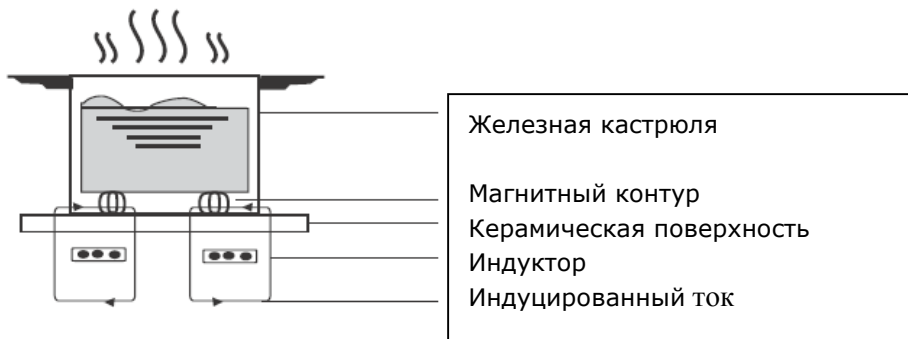 Железная кастрюля
Магнитный контур
Керамическая поверхность
Индуктор
Индуцированный ток